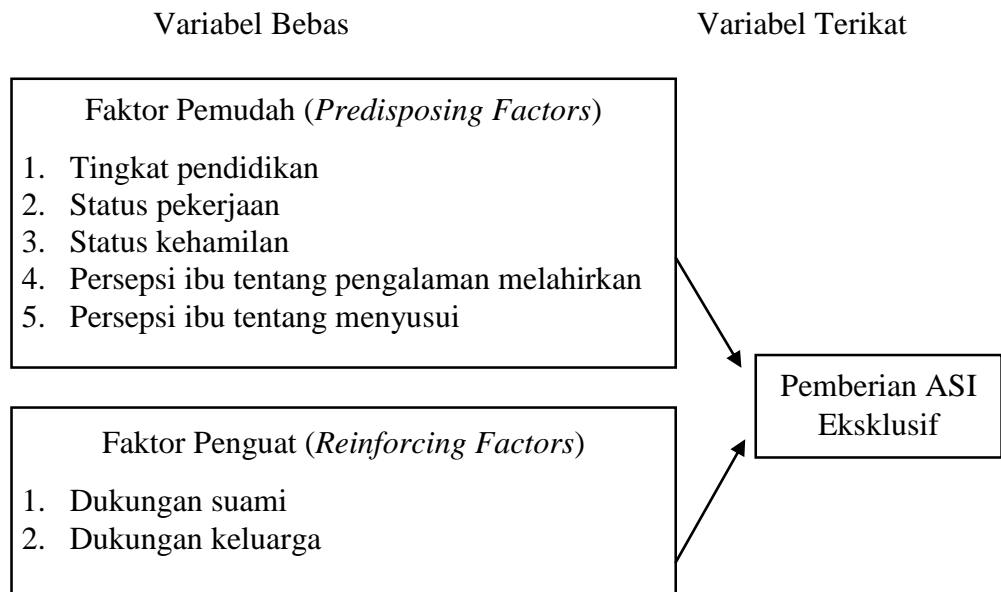 Variabel Bebas
Variabel Terikat
Faktor Pemudah (Predisposing Factors)
1. Tingkat pendidikan
2. Status pekerjaan
3. Status kehamilan
4. Persepsi ibu tentang pengalaman melahirkan
5. Persepsi ibu tentang menyusui
Pemberian ASI
Eksklusif
Faktor Penguat (Reinforcing Factors)
1. Dukungan suami
2. Dukungan keluarga